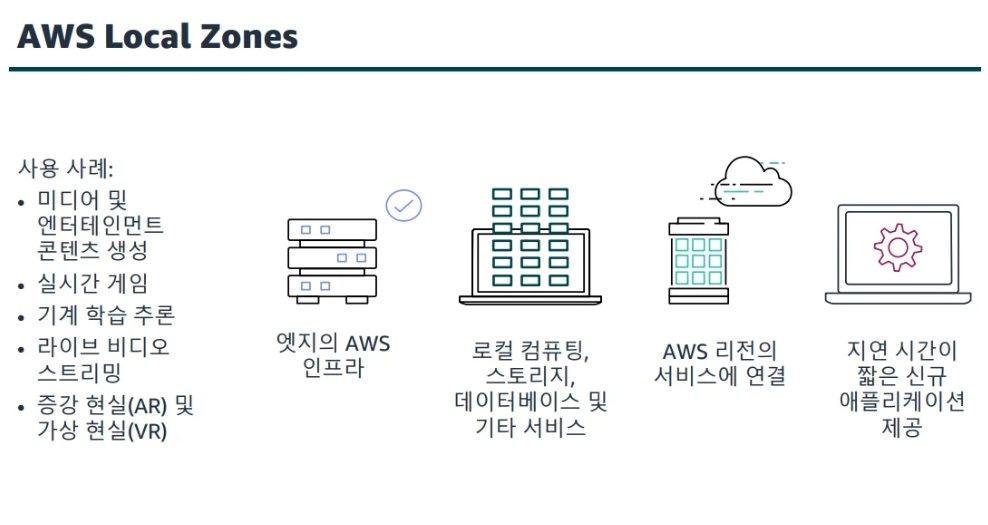 AWS Local Zones
사용 사례:
• 미디어 및
엔터테인먼트
콘텐츠 생성
• 실시간 게임
• 기계 학습 추론
• 라이브 비디오
스트리밍
• 증강 현실(AR) 및
가상 현실(VR)
엣지의 AWS
인프라
로컬 컴퓨팅,
스토리지,
데이터베이스 및
기타 서비스
AWS 리전의
서비스에 연결
지연 시간이
짧은 신규
애플리케이션
제공